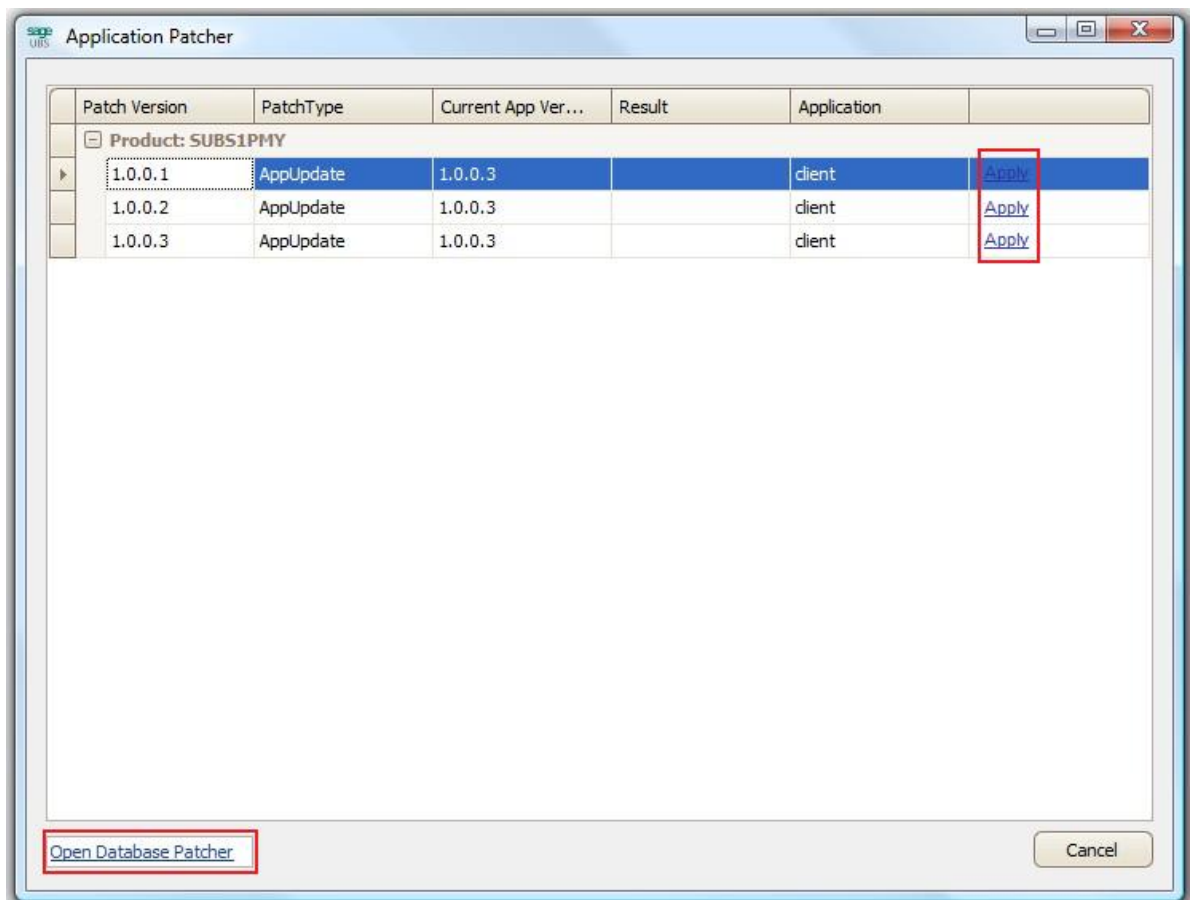 sage UBS Application Patcher
Patch Version PatchType Current App Ver... Result Application
Product: SUBS1PMY
1.0.0.1 AppUpdate 1.0.0.3 client Apply
1.0.0.2 AppUpdate 1.0.0.3 client Apply
1.0.0.3 AppUpdate 1.0.0.3 client Apply
Open Database Patcher Cancel